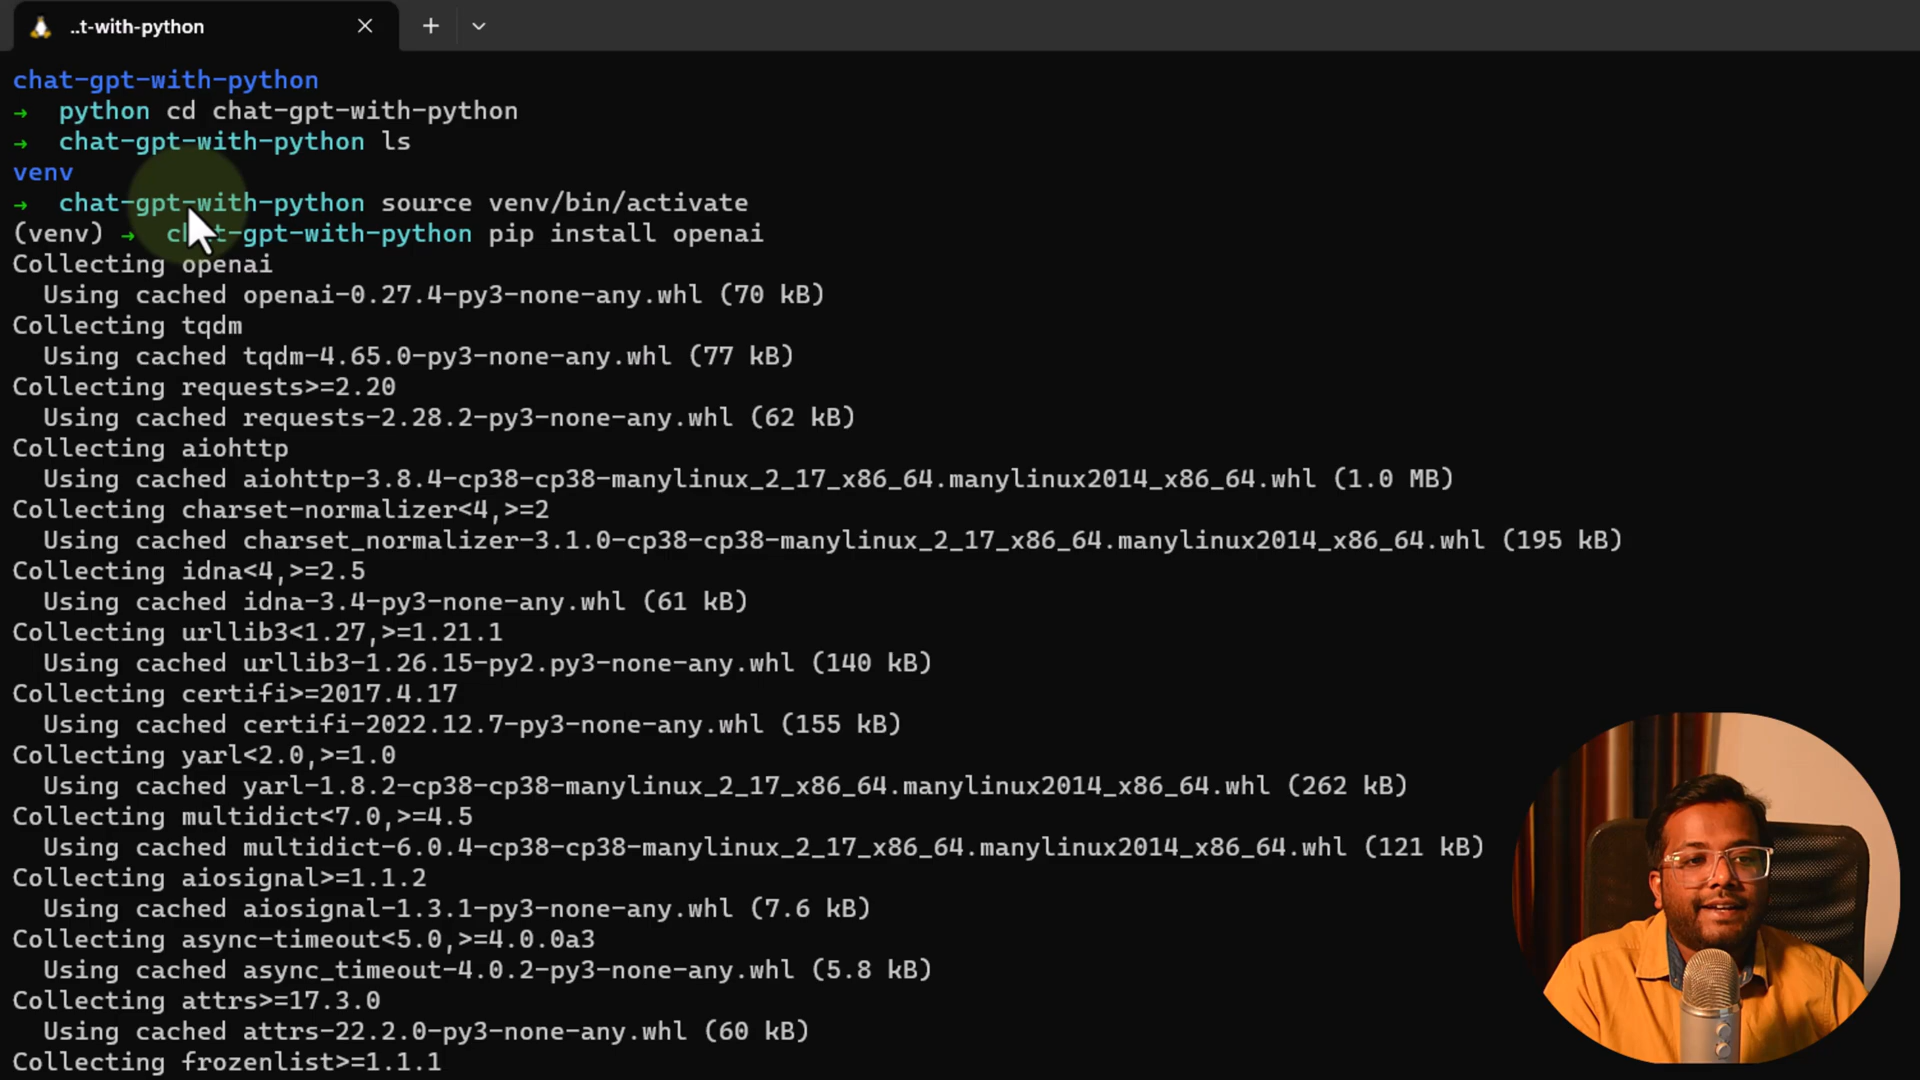 ..t-with-python
chat-gpt-with-python
→ python cd chat-gpt-with-python
→ chat-gpt-with-python ls
venv
→ chat-gpt-with-python source venv/bin/activate
(venv) → chat-gpt-with-python pip install openai
Collecting openai
Using cached openai-0.27.4-py3-none-any.whl (70 kB)
Collecting tqdm
Using cached tqdm-4.65.0-py3-none-any.whl (77 kB)
Collecting requests>=2.20
Using cached requests-2.28.2-py3-none-any.whl (62 kB)
Collecting aiohttp
Using cached aiohttp-3.8.4-cp38-cp38-manylinux_2_17_x86_64.manylinux2014_x86_64.whl (1.0 MB)
Collecting charset-normalizer<4,>=2
Using cached charset_normalizer-3.1.0-cp38-cp38-manylinux_2_17_x86_64.manylinux2014_x86_64.whl (195 kB)
Collecting idna<4,>=2.5
Using cached idna-3.4-py3-none-any.whl (61 kB)
Collecting urllib3<1.27,>=1.21.1
Using cached urllib3-1.26.15-py2.py3-none-any.whl (140 kB)
Collecting certifi>=2017.4.17
Using cached certifi-2022.12.7-py3-none-any.whl (155 kB)
Collecting yarl<2.0,>=1.0
Using cached yarl-1.8.2-cp38-cp38-manylinux_2_17_x86_64.manylinux2014_x86_64.whl (262 kB)
Collecting multidict<7.0,>=4.5
Using cached multidict-6.0.4-cp38-cp38-manylinux_2_17_x86_64.manylinux2014_x86_64.whl (121 kB)
Collecting aiosignal>=1.1.2
Using cached aiosignal-1.3.1-py3-none-any.whl (7.6 kB)
Collecting async-timeout<5.0,>=4.0.0a3
Using cached async_timeout-4.0.2-py3-none-any.whl (5.8 kB)
Collecting attrs>=17.3.0
Using cached attrs-22.2.0-py3-none-any.whl (60 kB)
Collecting frozenlist>=1.1.1